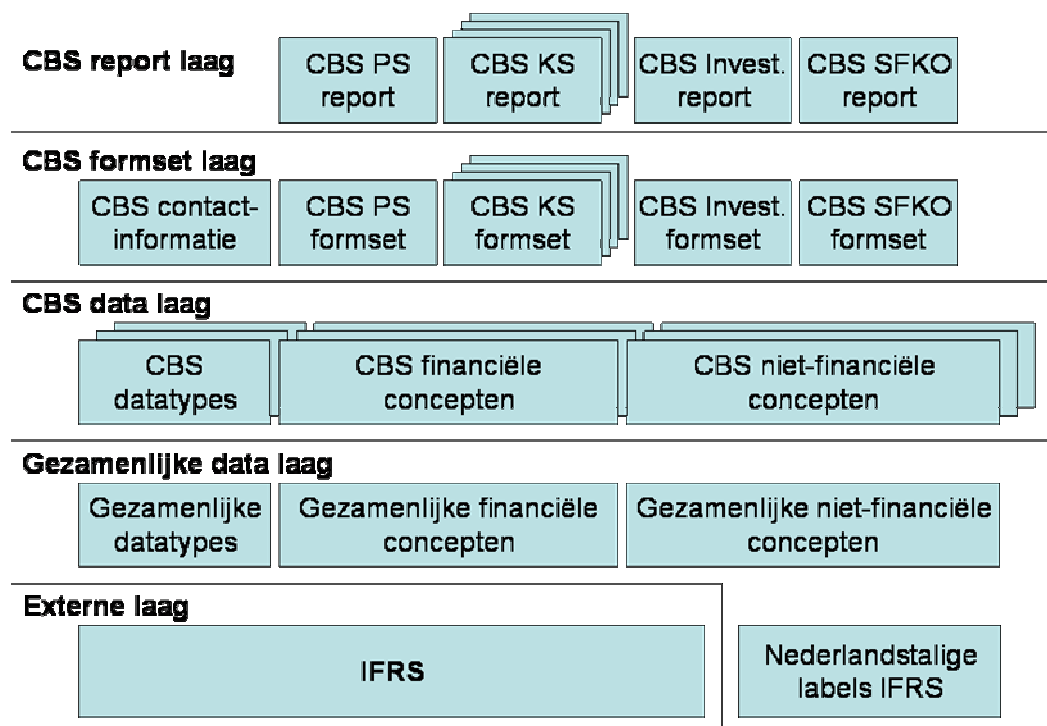 CBS report laag
CBS PS
report
CBS KS
report
CBS Invest.
report
CBS SFKO
report
CBS formset laag
CBS contact-
informatie
CBS PS
formset
CBS KS
formset
CBS Invest.
formset
CBS SFKO
formset
CBS data laag
CBS
datatypes
CBS financiële
concepten
CBS niet-financiële
concepten
Gezamenlijke data laag
Gezamenlijke
datatypes
Gezamenlijke financiële
concepten
Gezamenlijke niet-financiële
concepten
Externe laag
IFRS
Nederlandstalige
labels IFRS